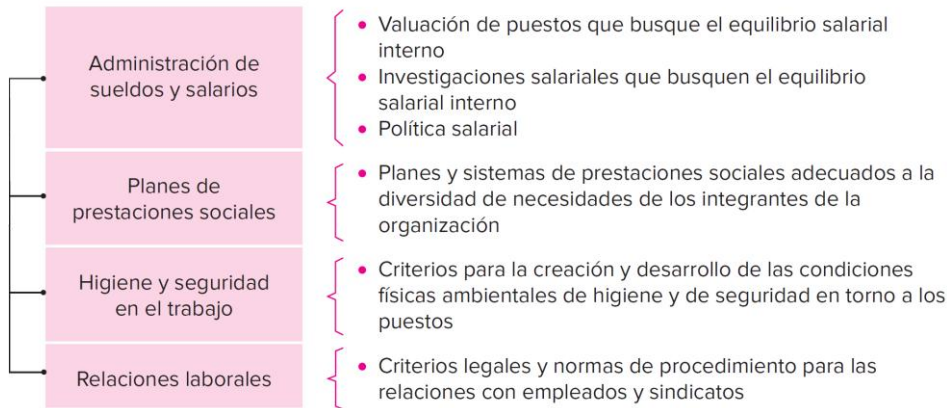 Administración de
sueldos y salarios
• Valuación de puestos que busque el equilibrio salarial
interno
• Investigaciones salariales que busquen el equilibrio
salarial interno
• Política salarial
Planes de
prestaciones sociales
• Planes y sistemas de prestaciones sociales adecuados a la
diversidad de necesidades de los integrantes de la
organización
Higiene y seguridad
en el trabajo
• Criterios para la creación y desarrollo de las condiciones
físicas ambientales de higiene y de seguridad en torno a los
puestos
Relaciones laborales
• Criterios legales y normas de procedimiento para las
relaciones con empleados y sindicatos